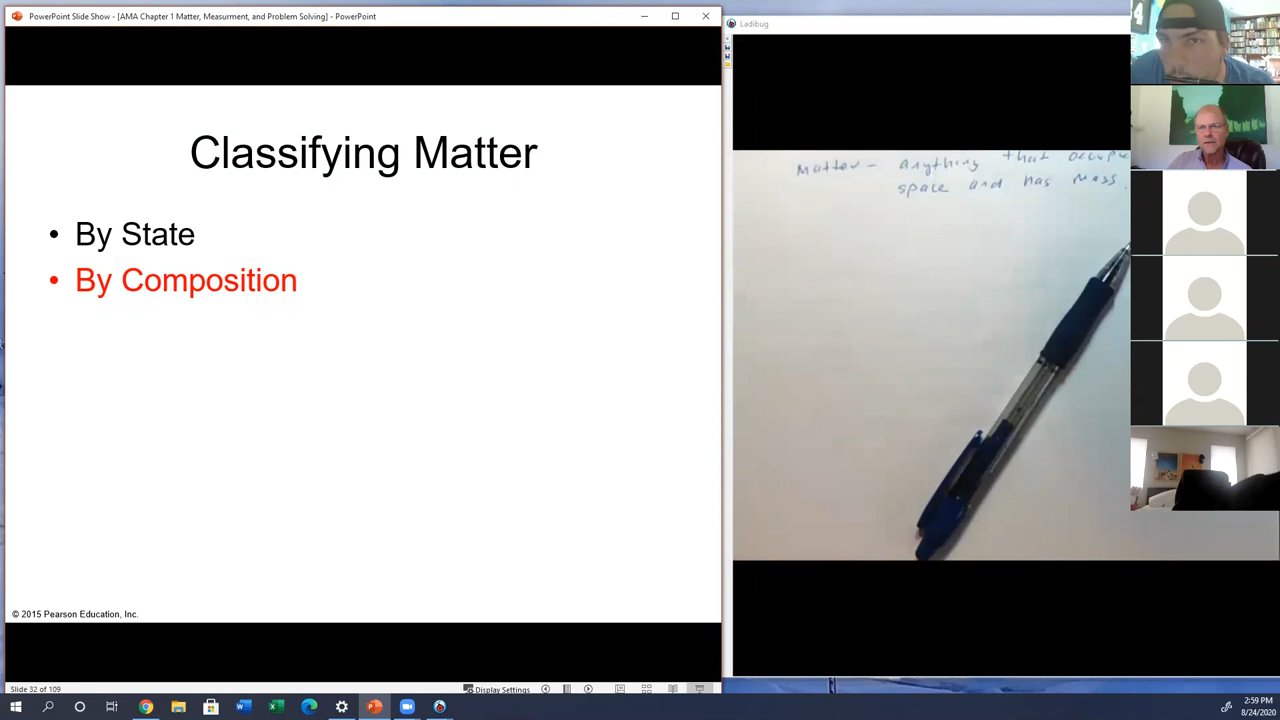 PowerPoint Slide Show - [AMA Chapter 1 Matter, Measurment, and Problem Solving] - PowerPoint
Classifying Matter
• By State
• By Composition
© 2015 Pearson Education, Inc.
Slide 32 of 109
Display Settings
Ladibug
Matter - anything that
space and has mass.
4
2:59 PM
8/24/2020